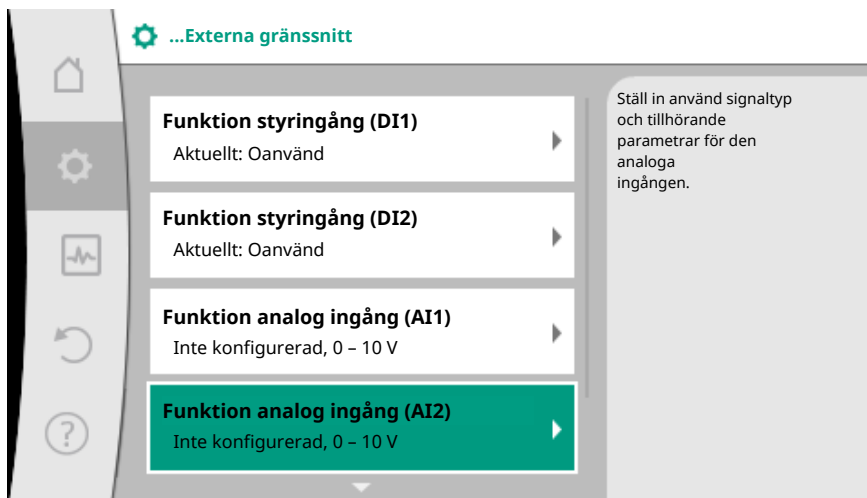 ...Externa gränssnitt
Funktion styringång (DI1)
Aktuellt: Oanvänd
Funktion styringång (DI2)
Aktuellt: Oanvänd
Funktion analog ingång (AI1)
Inte konfigurerad, 0 – 10 V
Funktion analog ingång (AI2)
Inte konfigurerad, 0 – 10 V
Ställ in använd signaltyp
och tillhörande
parametrar för den
analoga
ingången.
?